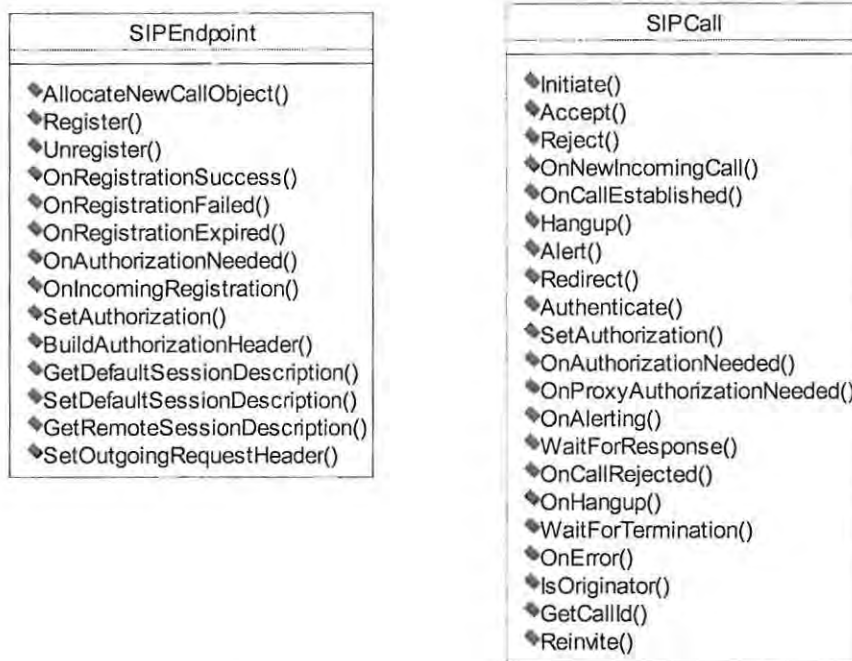 SIPEndpoint
AllocateNewCallObject()
Register()
Unregister()
OnRegistrationSuccess()
OnRegistrationFailed()
OnRegistrationExpired()
OnAuthorizationNeeded()
OnIncomingRegistration()
SetAuthorization()
BuildAuthorizationHeader()
GetDefaultSessionDescription()
SetDefaultSessionDescription()
GetRemoteSessionDescription()
SetOutgoingRequestHeader()
SIPCall
Initiate()
Accept()
Reject()
OnNewIncomingCall()
OnCallEstablished()
Hangup()
Alert()
Redirect()
Authenticate()
SetAuthorization()
OnAuthorizationNeeded()
OnProxyAuthorizationNeeded()
OnAlerting()
WaitForResponse()
OnCallRejected()
OnHangup()
WaitForTermination()
OnError()
IsOriginator()
GetCallId()
Reinvite()